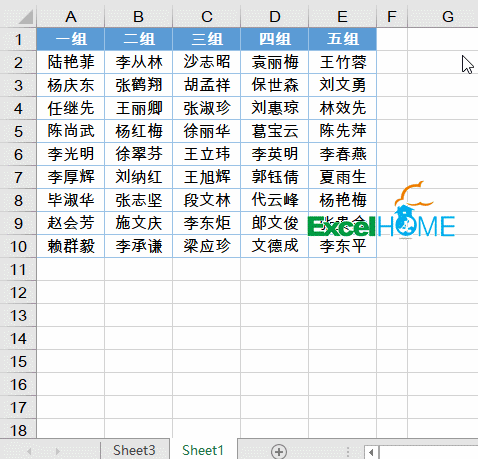 A B C D E F G
1 一组 二组 三组 四组 五组
2 陆艳菲 李从林 沙志昭 袁丽梅 王竹蓉
3 杨庆东 张鹤翔 胡孟祥 保世森 刘文勇
4 任继先 王丽卿 张淑珍 刘惠琼 林效先
5 陈尚武 杨红梅 徐丽华 葛宝云 陈先萍
6 李光明 徐翠芬 王立玮 李英明 李春燕
7 李厚辉 刘纳红 王旭辉 郭钰倩 夏雨生
8 毕淑华 张志坚 段文林 代云峰 杨艳梅
9 赵会芳 施文庆 李东炬 郎文俊
ExcelHOME
10 赖群毅 李承谦 梁应珍 文德成 李东平
11
12
13
14
15
16
17
18
Sheet3 Sheet1